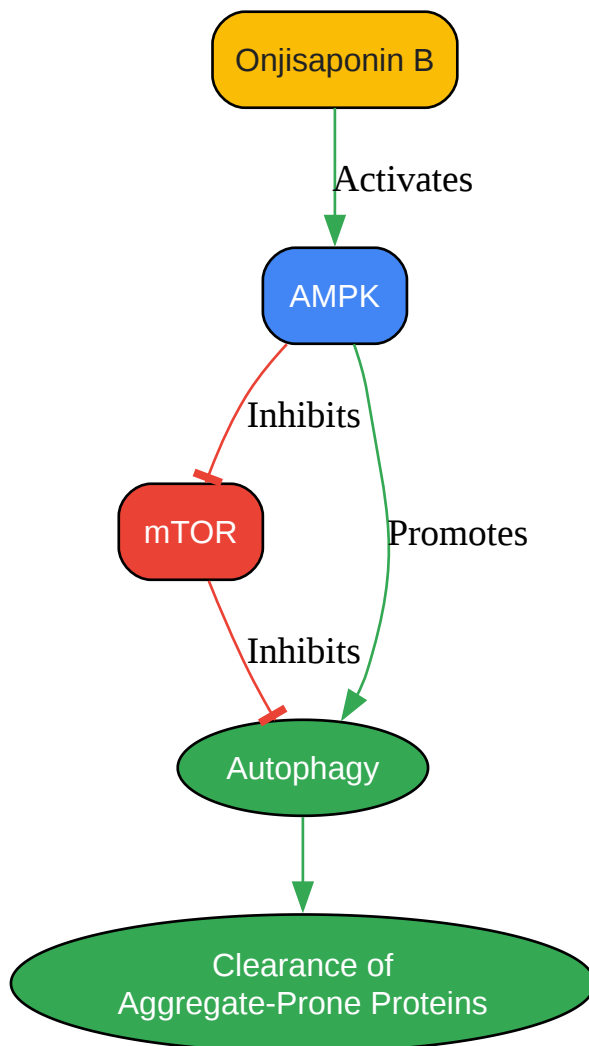 Onjisaponin B
Activates
AMPK
Inhibits
mTOR
Promotes
Inhibits
Autophagy
Clearance of
Aggregate-Prone Proteins